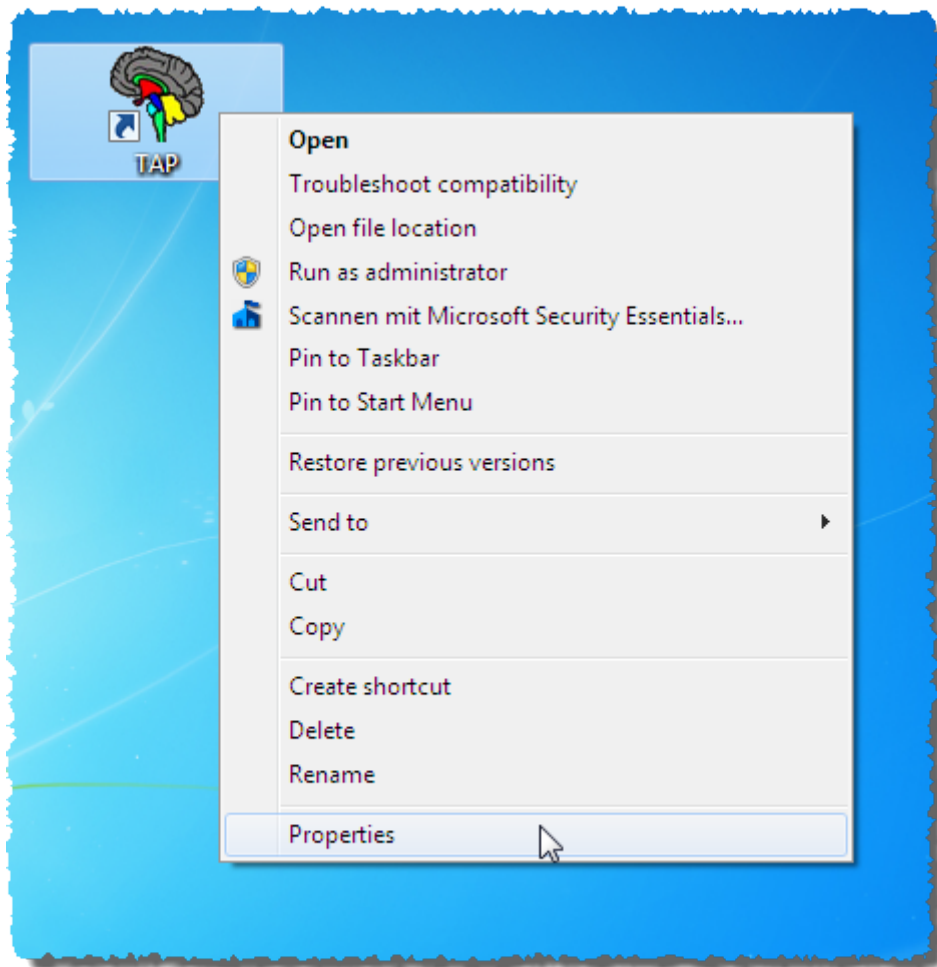 TAP
Open
Troubleshoot compatibility
Open file location
Run as administrator
Scannen mit Microsoft Security Essentials...
Pin to Taskbar
Pin to Start Menu
Restore previous versions
Send to
Cut
Copy
Create shortcut
Delete
Rename
Properties